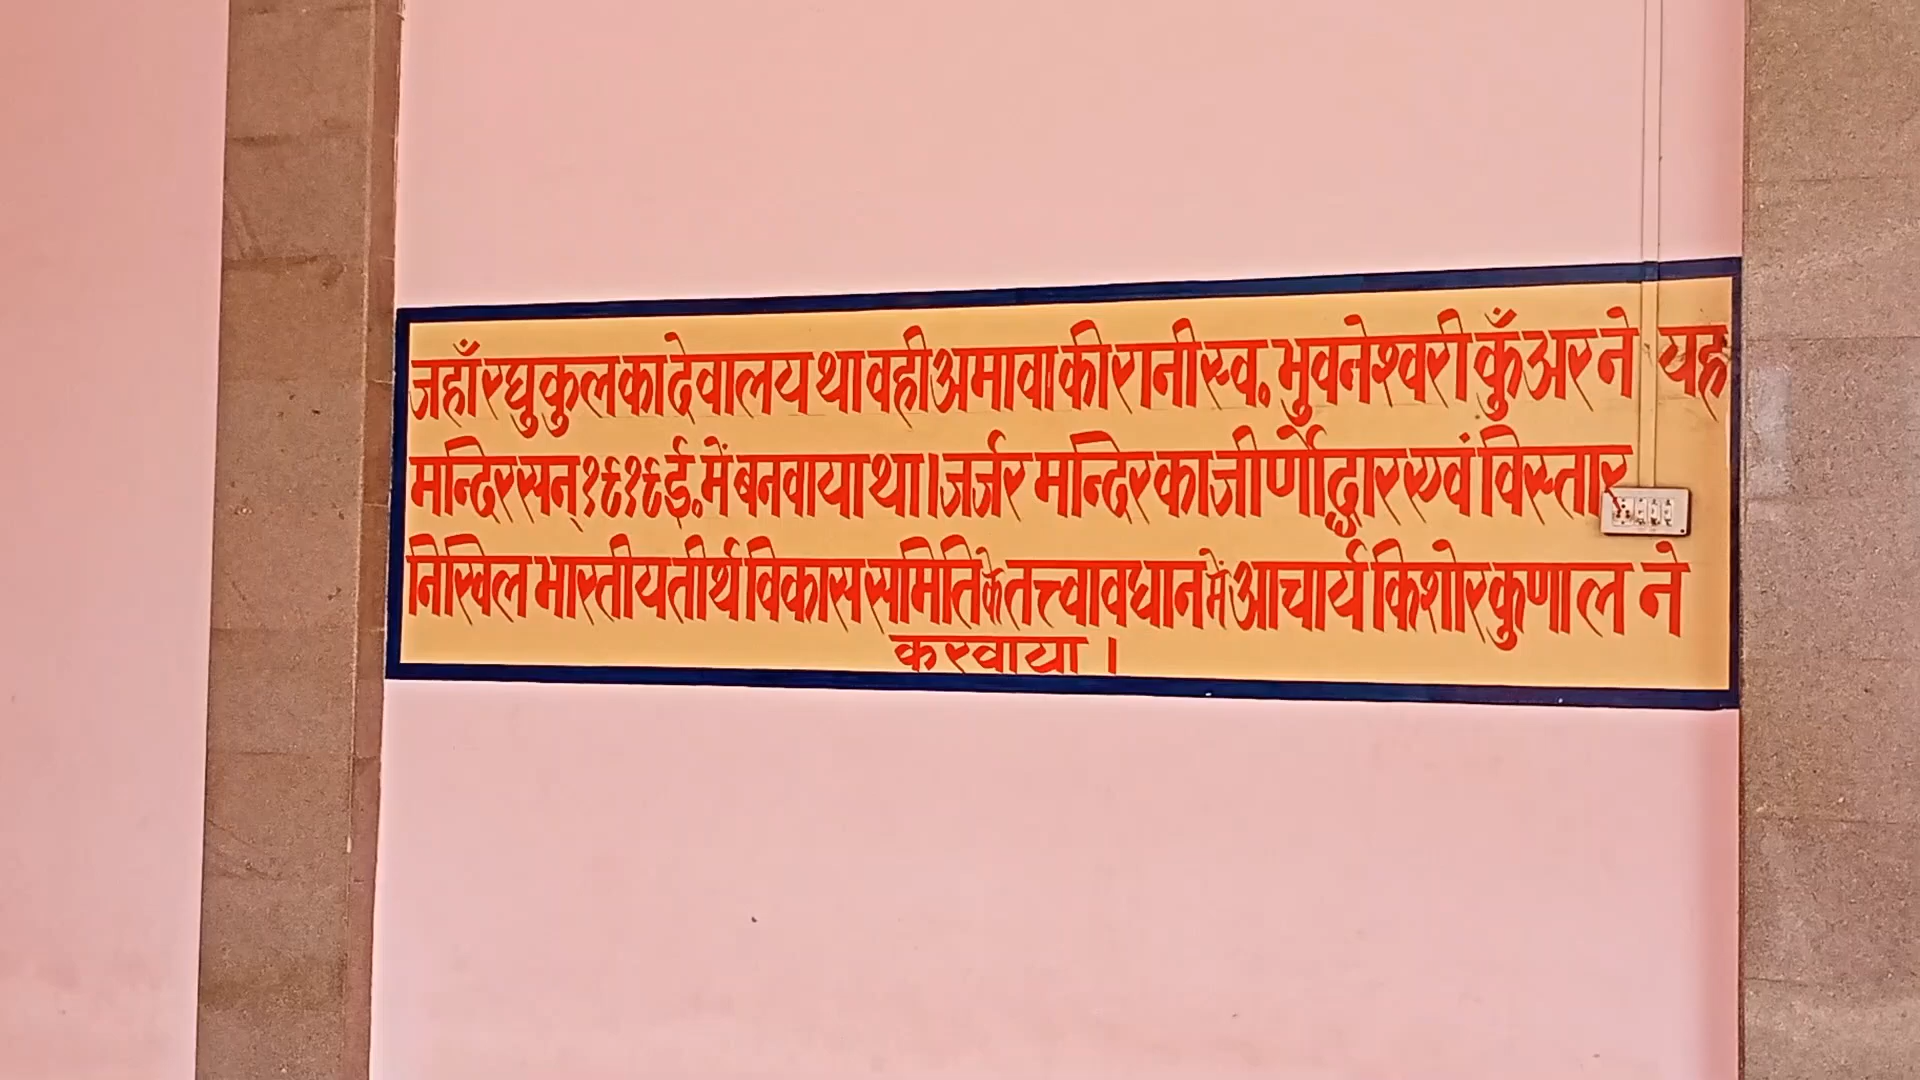 जहाँ रघुकुल का देवालय था वही अमावा की रानी स्व. भुवनेश्वरी कुँअर ने यह
मन्दिर सन् १९१९ ई. में बनवाया था। जर्जर मन्दिर का जीर्णोद्धार एवं विस्तार
निखिल भारतीय तीर्थ विकास समिति के तत्त्वावधान में आचार्य किशोर कुणाल ने
करवाया ।